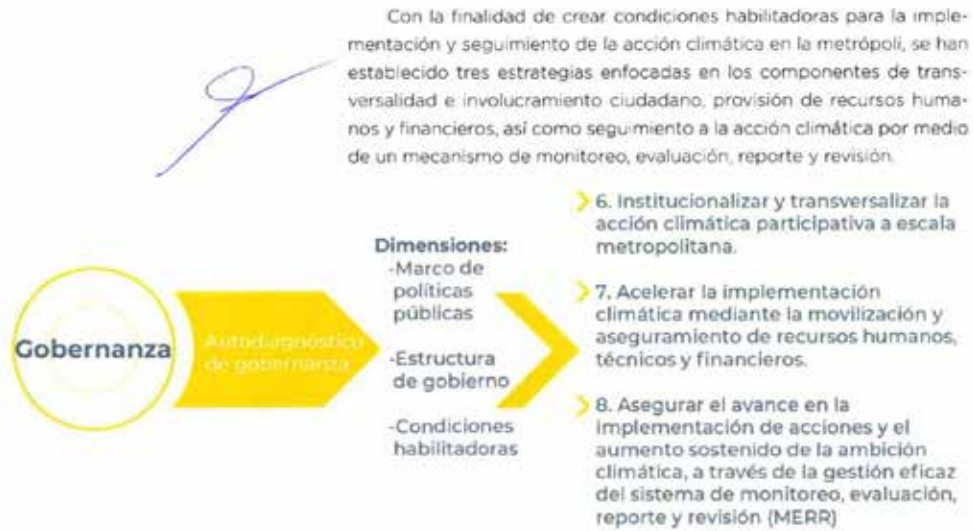 Con la finalidad de crear condiciones habilitadoras para la imple-
mentación y seguimiento de la acción climática en la metrópoli, se han
establecido tres estrategias enfocadas en los componentes de trans-
versalidad e involucramiento ciudadano, provisión de recursos huma-
nos y financieros, así como seguimiento a la acción climática por medio
de un mecanismo de monitoreo, evaluación, reporte y revisión.
Gobernanza
Autodiagnóstico
de gobernanza
Dimensiones:
-Marco de
políticas
públicas
-Estructura
de gobierno
-Condiciones
habilitadoras
6. Institucionalizar y transversalizar la
acción climática participativa a escala
metropolitana.
7. Acelerar la implementación
climática mediante la movilización y
aseguramiento de recursos humanos,
técnicos y financieros.
8. Asegurar el avance en la
implementación de acciones y el
aumento sostenido de la ambición
climática, a través de la gestión eficaz
del sistema de monitoreo, evaluación,
reporte y revisión (MERR)